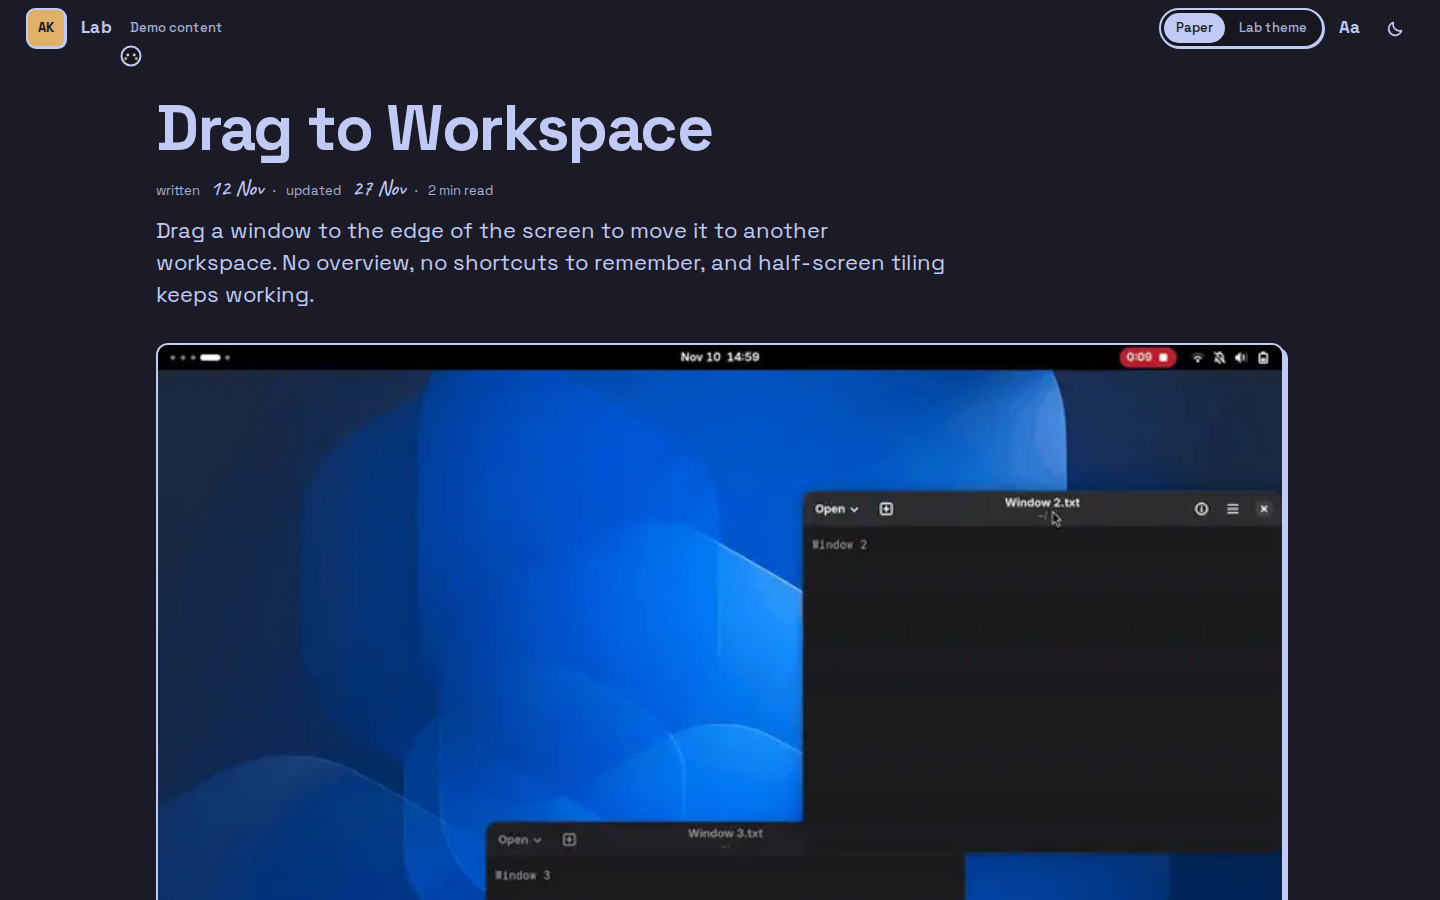 AK Lab Demo content Paper Lab theme Aa
Drag to Workspace
written 12 Nov · updated 27 Nov · 2 min read
Drag a window to the edge of the screen to move it to another
workspace. No overview, no shortcuts to remember, and half-screen tiling
keeps working.
Nov 10 14:59 0:09
Open Window 2.txt
~/
Window 2
Open Window 3.txt
~/
Window 3